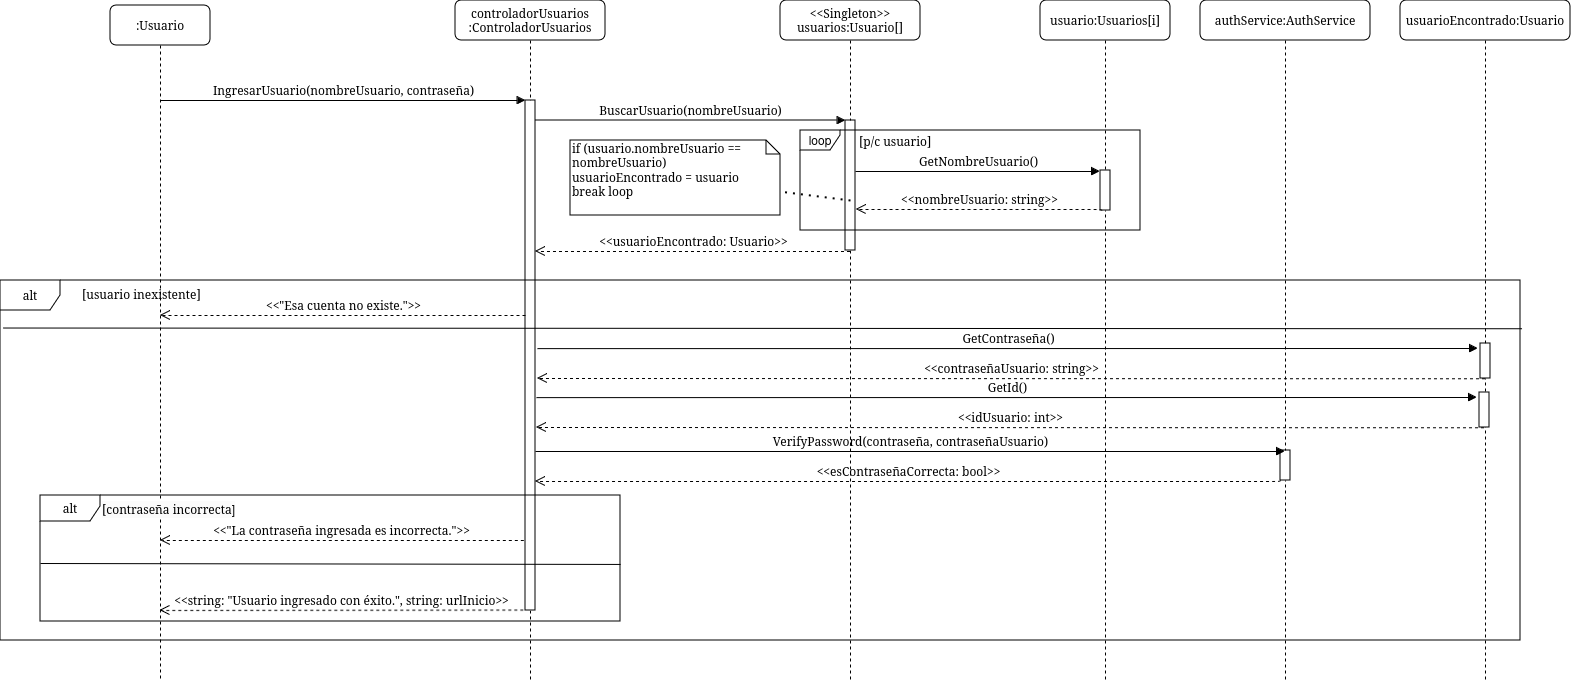 :Usuario
controladorUsuarios
:ControladorUsuarios
<<Singleton>>
usuarios:Usuario[]
usuario:Usuarios[i]
authService:AuthService
usuarioEncontrado:Usuario
IngresarUsuario(nombreUsuario, contraseña)
BuscarUsuario(nombreUsuario)
loop
[p/c usuario]
if (usuario.nombreUsuario ==
nombreUsuario)
usuarioEncontrado = usuario
break loop
GetNombreUsuario()
<<nombreUsuario: string>>
<<usuarioEncontrado: Usuario>>
alt
[usuario inexistente]
<<"Esa cuenta no existe.">>
GetContraseña()
<<contraseñaUsuario: string>>
GetId()
<<idUsuario: int>>
VerifyPassword(contraseña, contraseñaUsuario)
<<esContraseñaCorrecta: bool>>
alt
[contraseña incorrecta]
<<"La contraseña ingresada es incorrecta.">>
<<string: "Usuario ingresado con éxito.", string: urlInicio>>